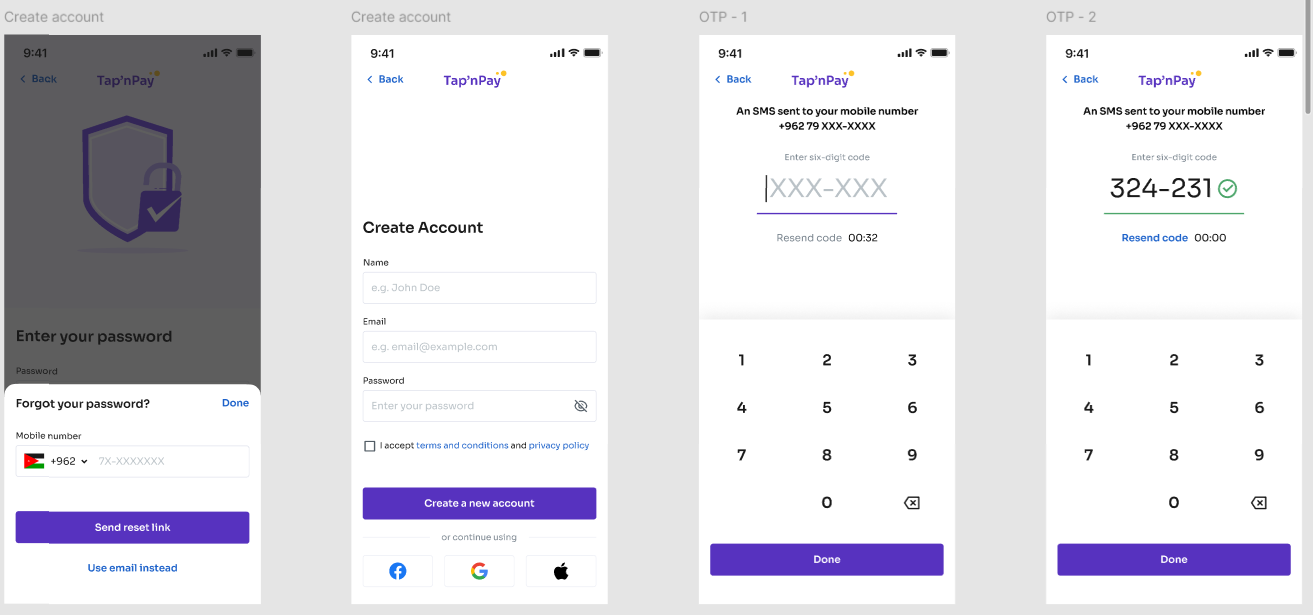 Create account
9:41
Back
Tap'nPay
Enter your password
Password
Forgot your password?
Done
Mobile number
+962
7X-XXXXXXX
Send reset link
Use email instead
Create account
9:41
Back
Tap'nPay
Create Account
Name
e.g. John Doe
Email
e.g. email@example.com
Password
Enter your password
I accept terms and conditions and privacy policy
Create a new account
or continue using
OTP - 1
9:41
Back
Tap'nPay
An SMS sent to your mobile number
+962 79 XXX-XXXX
Enter six-digit code
XXX-XXX
Resend code 00:32
1 2 3
4 5 6
7 8 9
0
Done
OTP - 2
9:41
Back
Tap'nPay
An SMS sent to your mobile number
+962 79 XXX-XXXX
Enter six-digit code
324-231
Resend code 00:00
1 2 3
4 5 6
7 8 9
0
Done